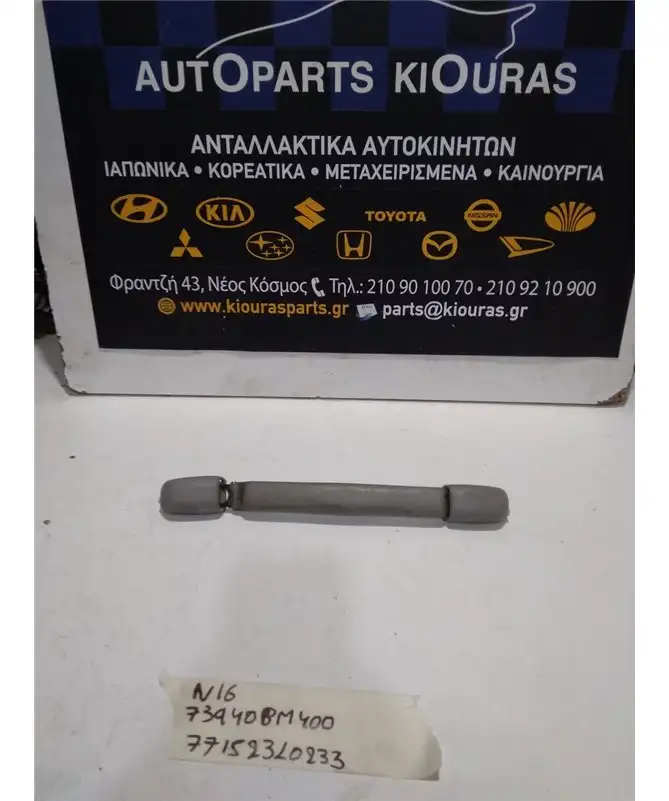 AUTOPARTS KIOURAS
ΑΝΤΑΛΛΑΚΤΙΚΑ ΑΥΤΟΚΙΝΗΤΩΝ
ΙΑΠΩΝΙΚΑ • ΚΟΡΕΑΤΙΚΑ • ΜΕΤΑΧΕΙΡΙΣΜΕΝΑ • ΚΑΙΝΟΥΡΓΙΑ
KIA TOYOTA NISSAN
Φραντζή 43, Νέος Κόσμος Τηλ.: 210 90 100 70 • 210 92 10 900
www.kiourasparts.gr parts@kiouras.gr
N16
73940BM400
77152310233